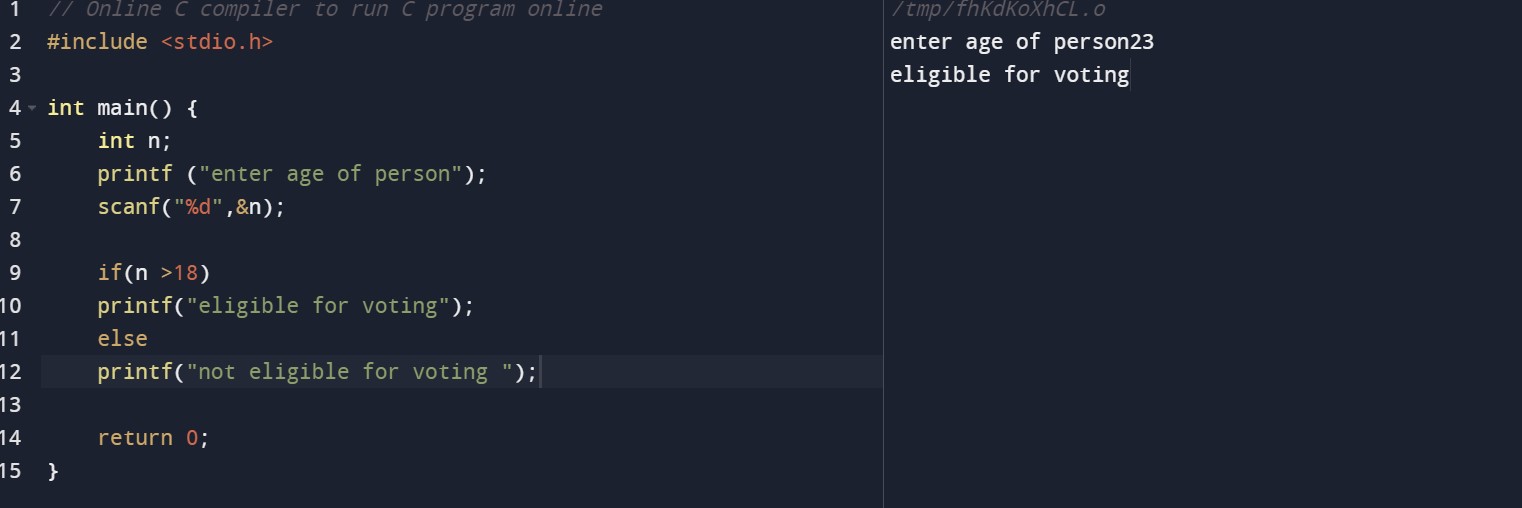 1 // Online C compiler to run C program online
2 #include <stdio.h>
3
4 int main() {
5 int n;
6 printf ("enter age of person");
7 scanf("%d",&n);
8
9 if(n >18)
10 printf("eligible for voting");
11 else
12 printf("not eligible for voting ");
13
14 return 0;
15 }
/tmp/fhKdKoXhCL.o
enter age of person23
eligible for voting